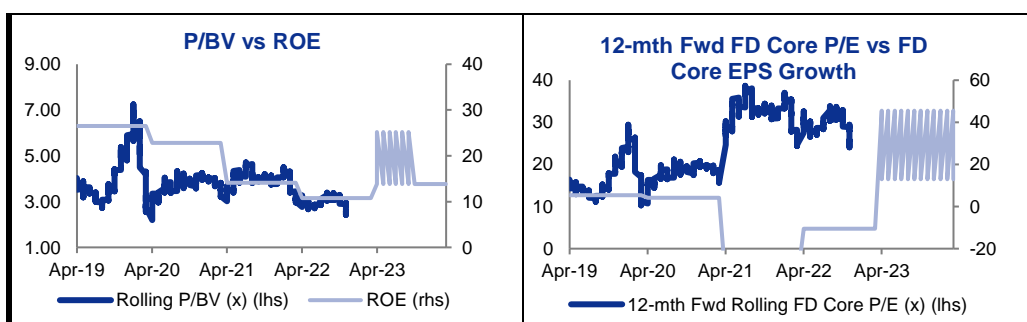 P/BV vs ROE
9.00
7.00
5.00
3.00
1.00
40
30
20
10
0
Apr-19 Apr-20 Apr-21 Apr-22 Apr-23
Rolling P/BV (x) (lhs) ROE (rhs)
12-mth Fwd FD Core P/E vs FD
Core EPS Growth
40
30
20
10
0
60
40
20
0
-20
Apr-19 Apr-20 Apr-21 Apr-22 Apr-23
12-mth Fwd Rolling FD Core P/E (x) (lhs)